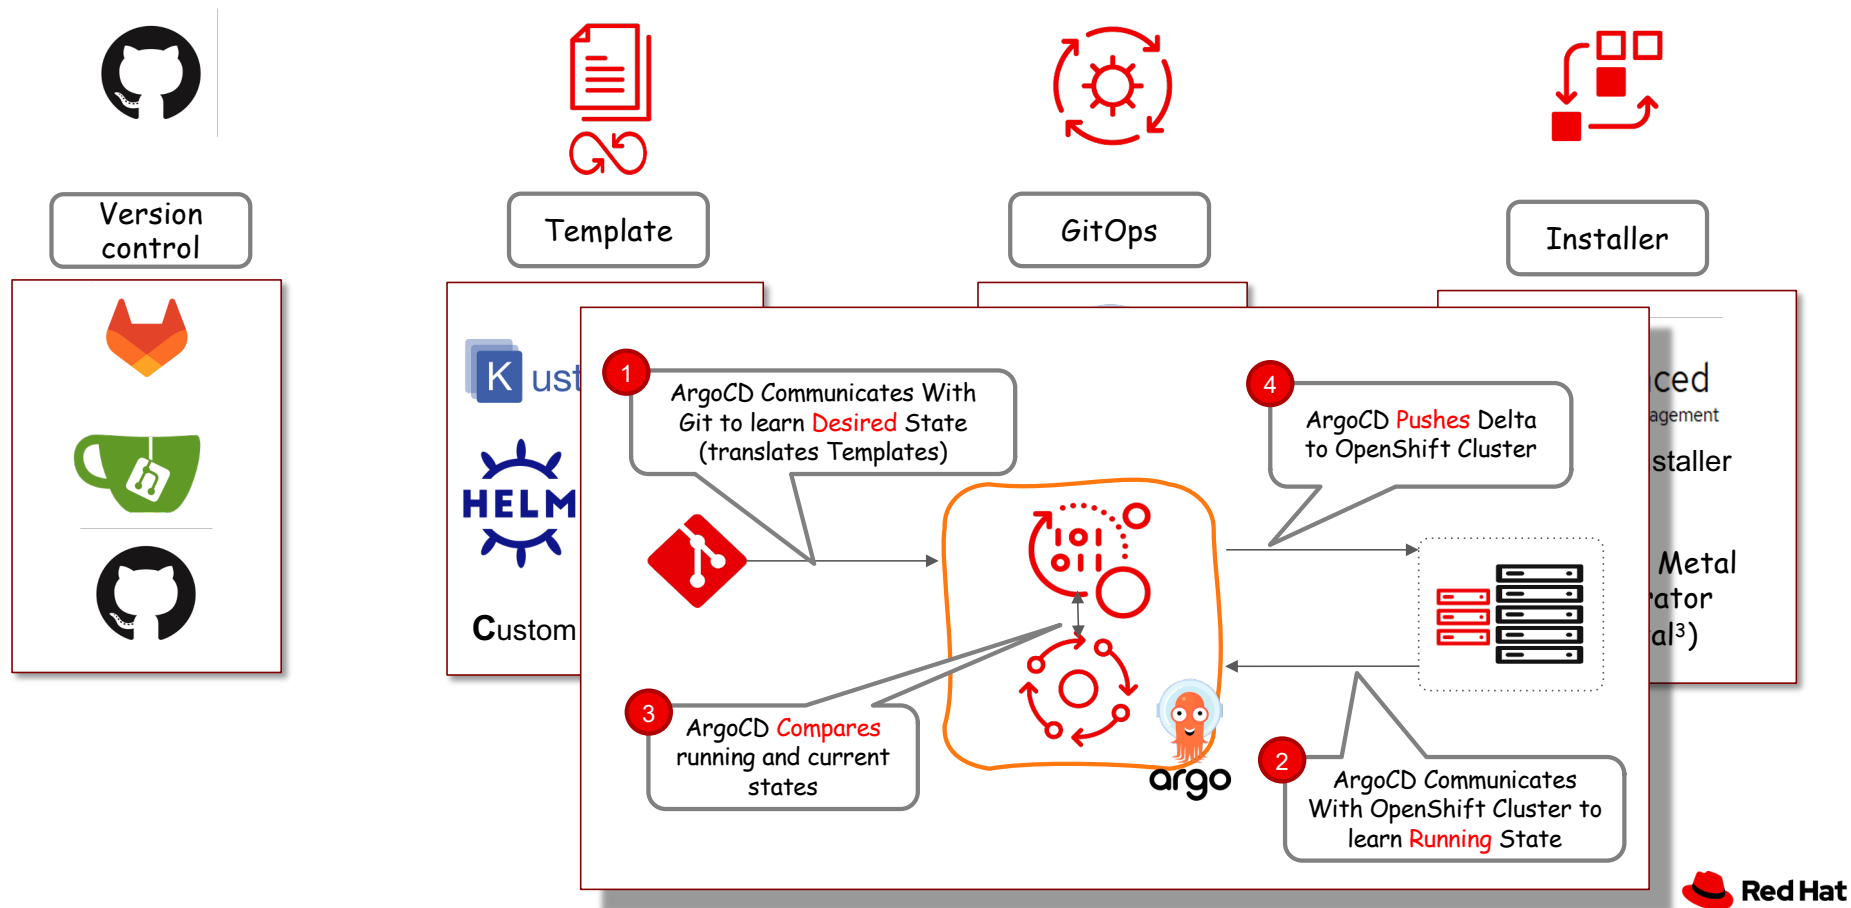 Version
control
Template
GitOps
Installer
K ust
HELM
Custom
1
ArgoCD Communicates With
Git to learn Desired State
(translates Templates)
4
ArgoCD Pushes Delta
to OpenShift Cluster
3
ArgoCD Compares
running and current
states
argo
2
ArgoCD Communicates
With OpenShift Cluster to
learn Running State
ced
agement
staller
Metal
rator
al³)
Red Hat